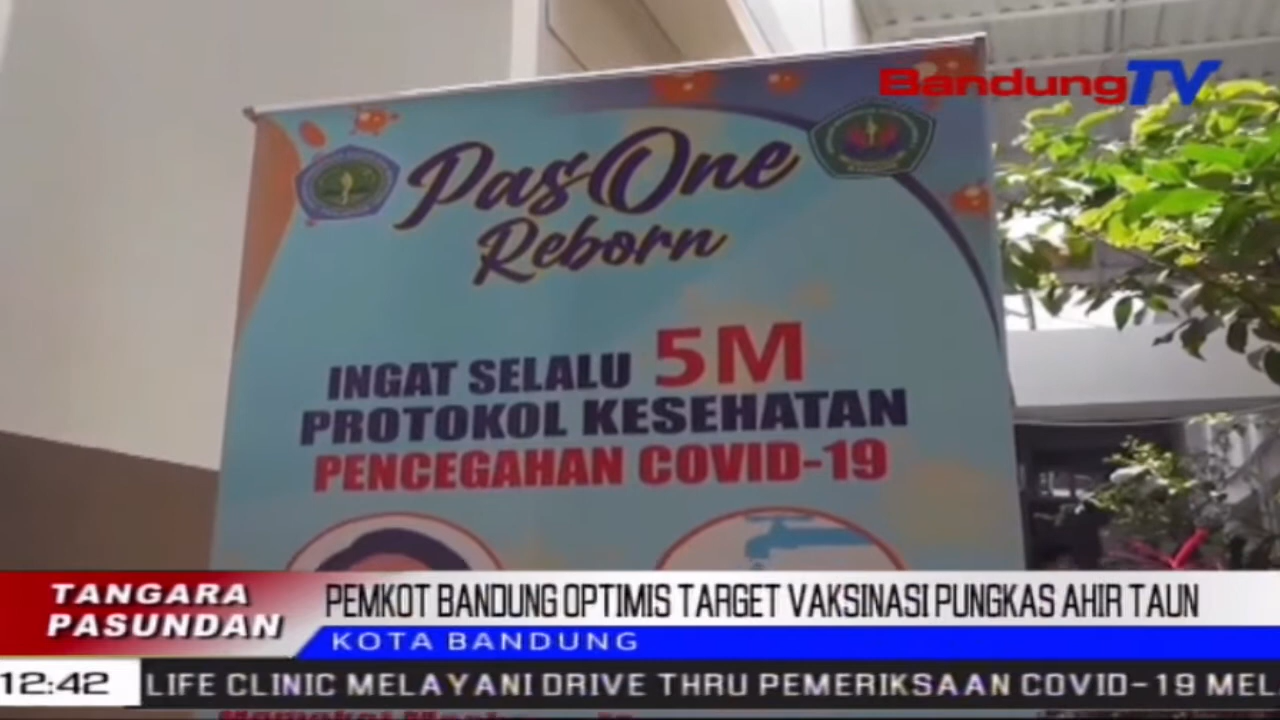 BandungTV
PasOne
Reborn
INGAT SELALU 5M
PROTOKOL KESEHATAN
PENCEGAHAN COVID-19
TANGARA
PASUNDAN
PEMKOT BANDUNG OPTIMIS TARGET VAKSINASI PUNGKAS AHIR TAUN
KOTA BANDUNG
12:42
LIFE CLINIC MELAYANI DRIVE THRU PEMERIKSAAN COVID-19 MEL